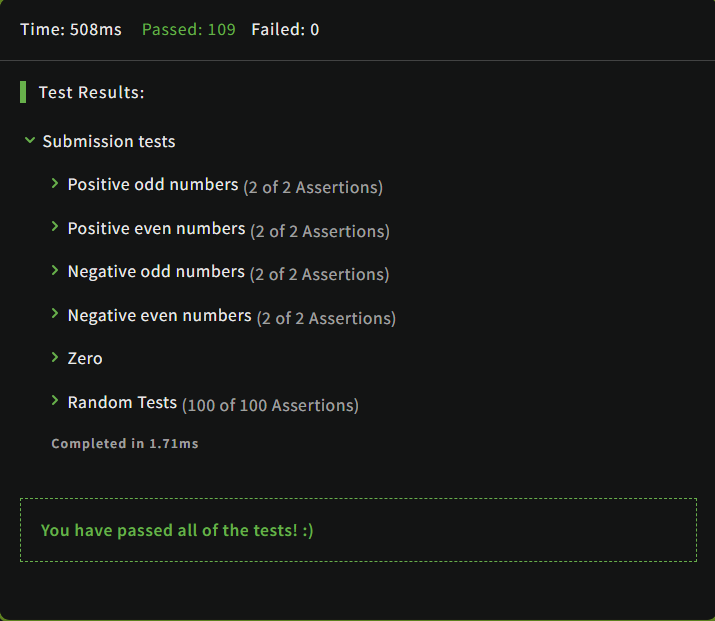 Time: 508ms Passed: 109 Failed: 0
Test Results:
Submission tests
Positive odd numbers (2 of 2 Assertions)
Positive even numbers (2 of 2 Assertions)
Negative odd numbers (2 of 2 Assertions)
Negative even numbers (2 of 2 Assertions)
Zero
Random Tests (100 of 100 Assertions)
Completed in 1.71ms
You have passed all of the tests! :)